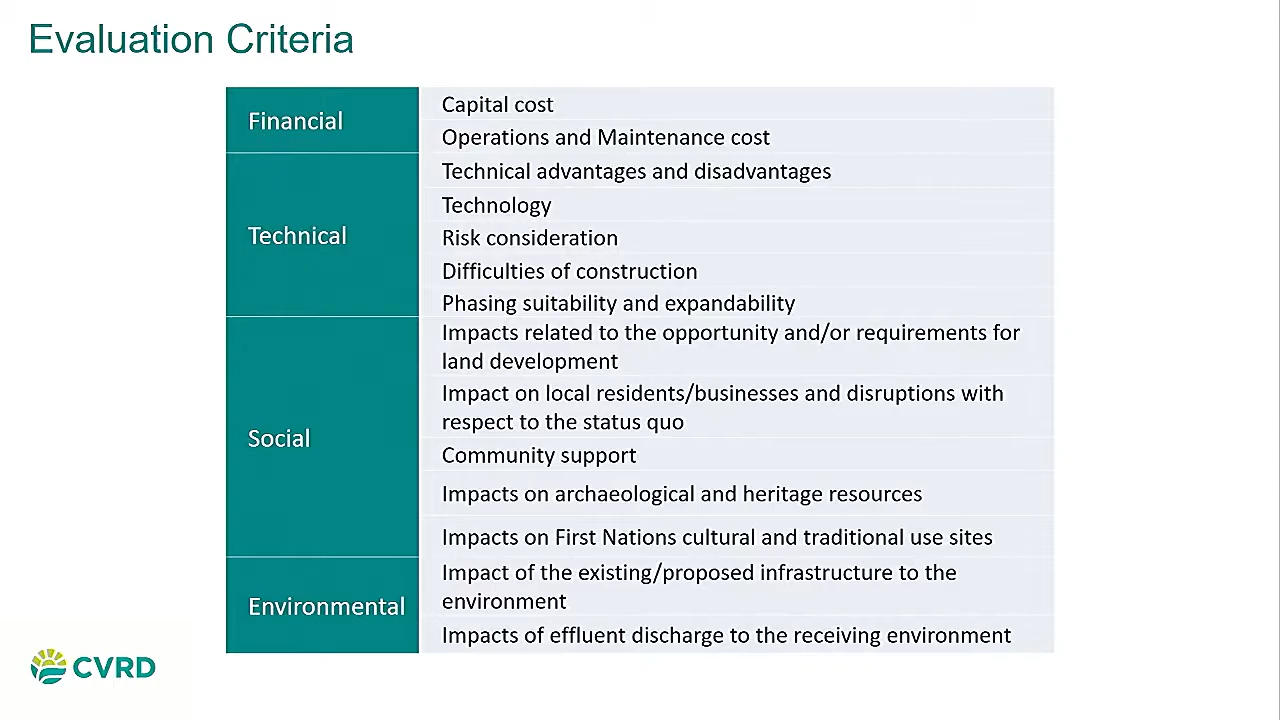 Evaluation Criteria
Financial
Capital cost
Operations and Maintenance cost
Technical
Technical advantages and disadvantages
Technology
Risk consideration
Difficulties of construction
Phasing suitability and expandability
Social
Impacts related to the opportunity and/or requirements for
land development
Impact on local residents/businesses and disruptions with
respect to the status quo
Community support
Impacts on archaeological and heritage resources
Impacts on First Nations cultural and traditional use sites
Environmental
Impact of the existing/proposed infrastructure to the
environment
Impacts of effluent discharge to the receiving environment
CVRD